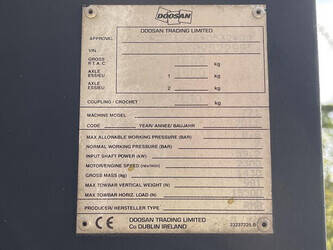 DOOSAN
DOOSAN TRADING LIMITED
APPROVAL
V/N
GROSS
P.T.A.C kg
AXLE
ESSIEU 1 kg
AXLE
ESSIEU 2 kg
COUPLING / CROCHET kg
MACHINE MODEL
CODE YEAR/ ANNEE/ BAUJAHR
MAX ALLOWABLE WORKING PRESSURE (BAR)
NORMAL WORKING PRESSURE (BAR)
INPUT SHAFT POWER (kW)
MOTOR/ENGINE SPEED (rev/min)
GROSS MASS (kg)
MAX TOWBAR VERTICAL WEIGHT (N)
MAX TOWBAR HORIZ. LOAD (N)
PRODUCER/ HERSTELLER TYPE
CE DOOSAN TRADING LIMITED
Co DUBLIN IRELAND